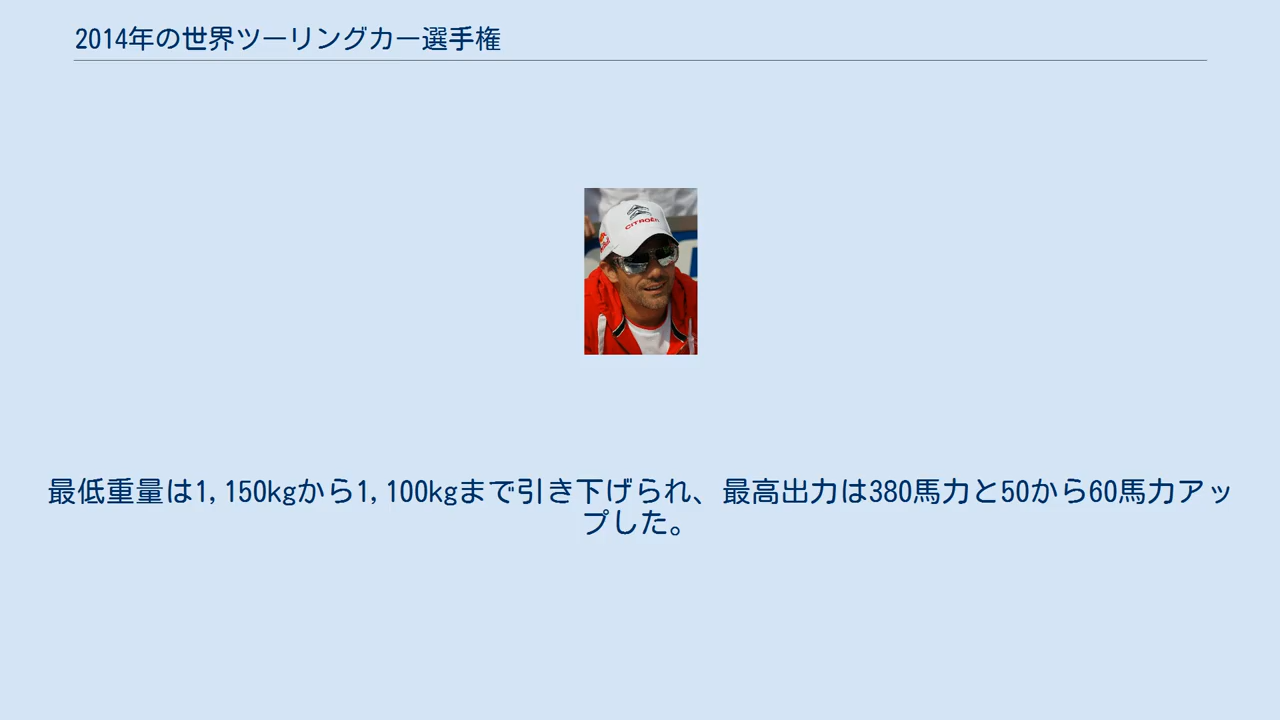 2014年の世界ツーリングカー選手権
CITROËN
最低重量は1,150kgから1,100kgまで引き下げられ、最高出力は380馬力と50から60馬力アッ
プした。